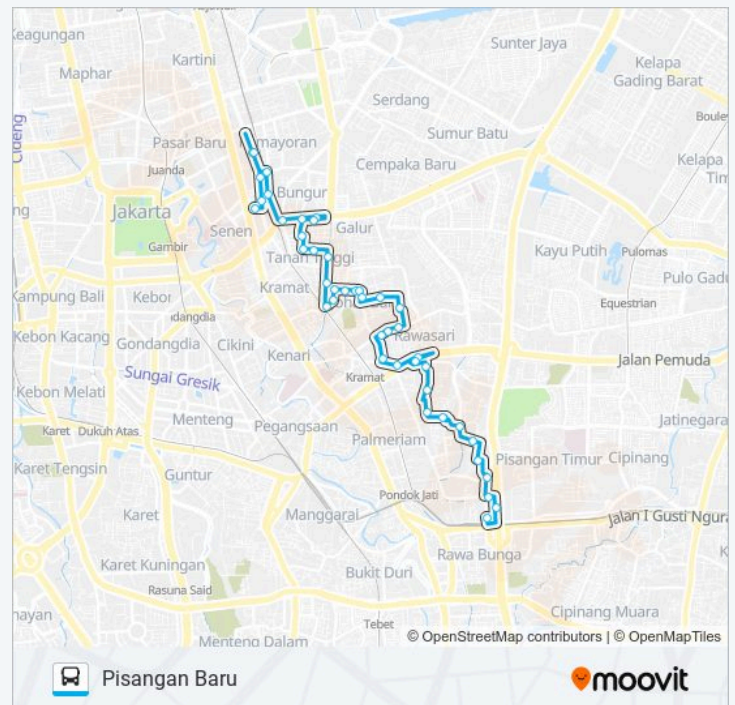 Keagungan
Kartini
Sunter Jaya
Maphar
Kelapa
Gading Barat
Serdang
Cideng
Pasar Baru
Sumur Batu
Juanda
Cempaka Baru
Bungur
Jakarta
Senen
Galur
Gambir
Kayu Putih
Pulomas
Kampung Bali
Kebor
Kramat
Equestrian
Kebon Kacang
Gondangdia
Cikini
Rawasari
Kenari
Jalan Pemuda
Sungai Gresik
Kramat
Kebon Melati
Menteng
Pegangsaan
Jatinegara
Karet
Dukuh Atas
Palmeriam
Karet Tengsin
Guntur
Pisangan Timur
Cipinang
Pondok Jati
Karet
Manggarai
Jalan I Gusti Ngura
Rawa Bunga
Karet Kuningan
Bukit Duri
Rasuna Said
Cipinang Muara
Tebet
Menteng Dalam
© OpenStreetMap contributors | © OpenMapTiles
Pisangan Baru
moovit